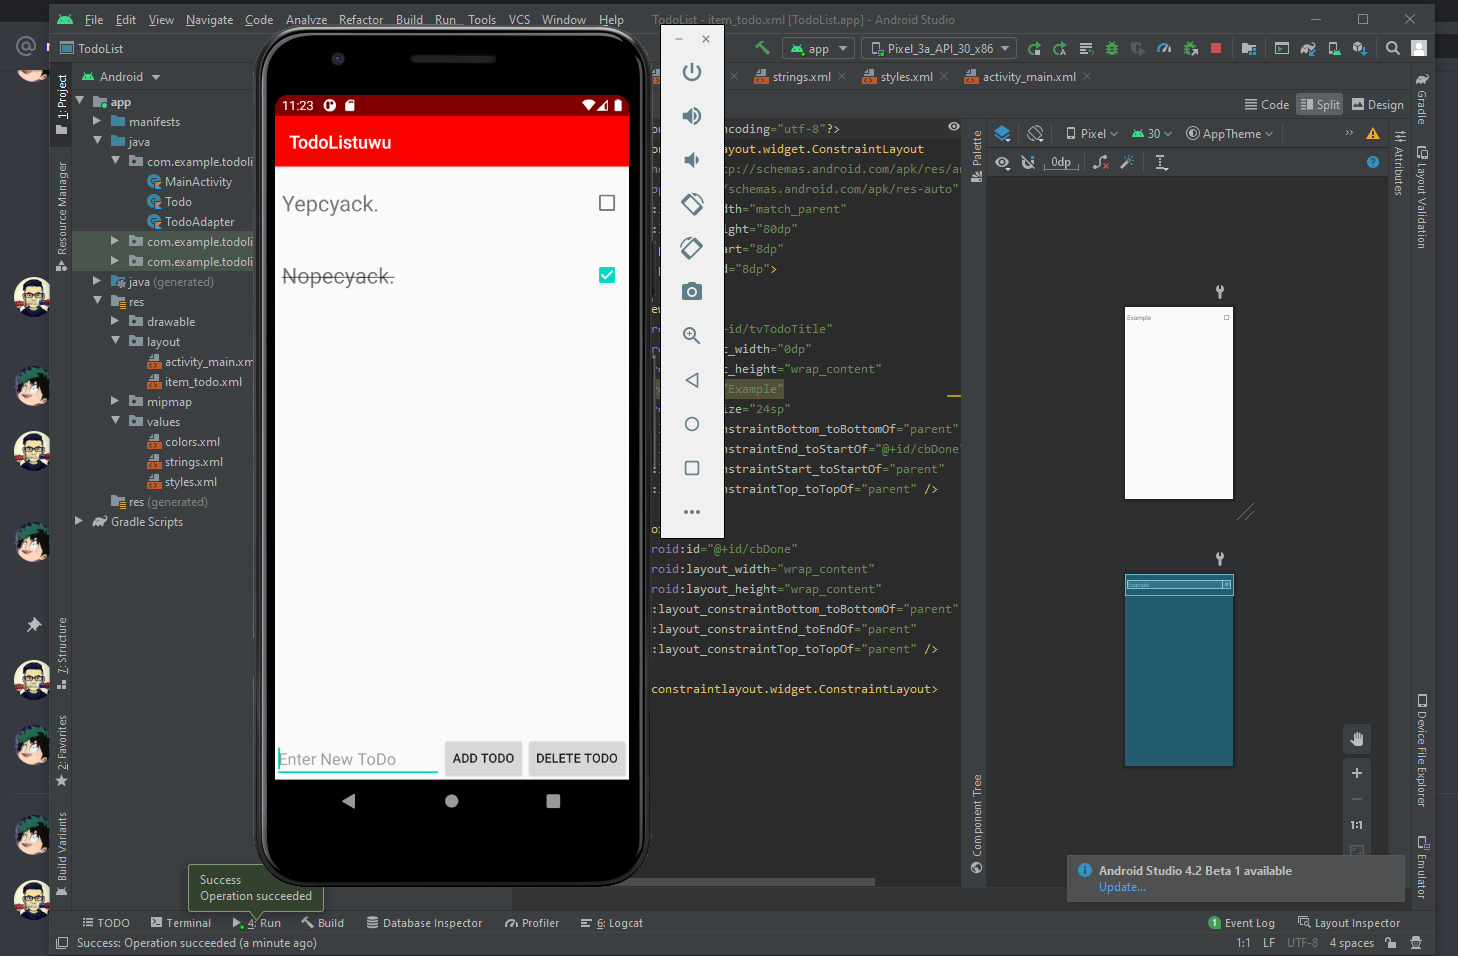 File Edit View Navigate Code Analyze Refactor Build Run Tools VCS Window Help TodoList - item_todo.xml [TodoList.app] - Android Studio
TodoList
app
Pixel_3a_API_30_x86
Android
strings.xml
styles.xml
activity_main.xml
Code Split Design
1: Project
Resource Manager
7: Structure
2: Favorites
Build Variants
app
manifests
java
com.example.todoli
MainActivity
Todo
TodoAdapter
com.example.todoli
com.example.todoli
java (generated)
res
drawable
layout
activity_main.xm
item_todo.xml
mipmap
values
colors.xml
strings.xml
styles.xml
res (generated)
Gradle Scripts
11:23
TodoListuwu
Yepcyack.
Nopecyack.
Enter New ToDo
ADD TODO
DELETE TODO
ncoding="utf-8"?>
ayout.widget.ConstraintLayout
tp://schemas.android.com/apk/res/an
/schemas.android.com/apk/res-auto"
dth="match_parent"
ight="80dp"
art="8dp"
d="8dp">
-id/tvTodoTitle"
t_width="0dp"
t_height="wrap_content"
"Example"
ize="24sp"
nstraintBottom_toBottomOf="parent"
nstraintEnd_toStartOf="@+id/cbDone"
nstraintStart_toStartOf="parent"
nstraintTop_toTopOf="parent" />
roid:id="@+id/cbDone"
roid:layout_width="wrap_content"
roid:layout_height="wrap_content"
:layout_constraintBottom_toBottomOf="parent"
:layout_constraintEnd_toEndOf="parent"
:layout_constraintTop_toTopOf="parent" />
constraintlayout.widget.ConstraintLayout>
Palette
Component Tree
Pixel
30
AppTheme
0dp
Example
Example
1:1
Attributes
Gradle
Layout Validation
Device File Explorer
Emulator
Android Studio 4.2 Beta 1 available
Update...
Success
Operation succeeded
TODO Terminal 4: Run Build Database Inspector Profiler 6: Logcat
1 Event Log Layout Inspector
Success: Operation succeeded (a minute ago)
1:1 LF UTF-8 4 spaces